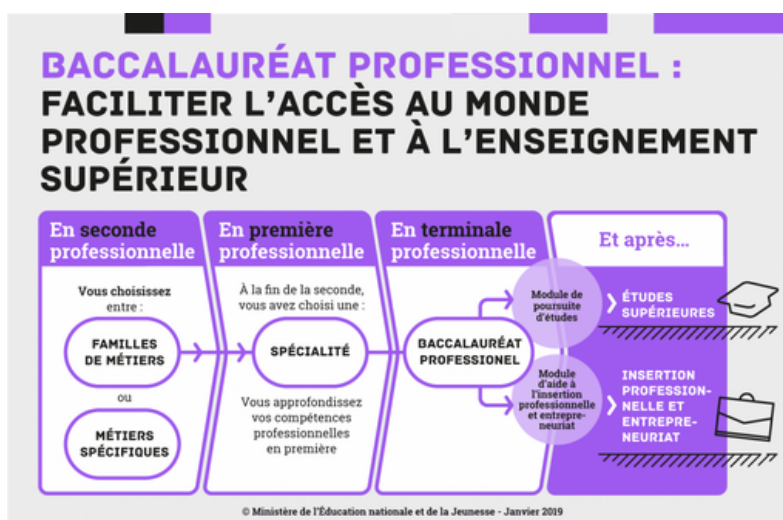 BACCALAURÉAT PROFESSIONNEL :
FACILITER L'ACCÈS AU MONDE
PROFESSIONNEL ET À L'ENSEIGNEMENT
SUPÉRIEUR
En seconde
professionnelle
Vous choisissez
entre :
FAMILLES
DE MÉTIERS
ou
MÉTIERS
SPÉCIFIQUES
En première
professionnelle
À la fin de la seconde,
vous avez choisi une :
SPÉCIALITÉ
Vous approfondissez
vos compétences
professionnelles
en première
En terminale
professionnelle
BACCALAURÉAT
PROFESSIONEL
Module de
poursuite
d'études
Module
d'aide à
l'insertion
professionnelle
et entrepre-
neuriat
Et après...
ÉTUDES
SUPÉRIEURES
INSERTION
PROFESSION-
NELLE ET
ENTREPRE-
NEURIAT
© Ministère de l'Éducation nationale et de la Jeunesse - Janvier 2019